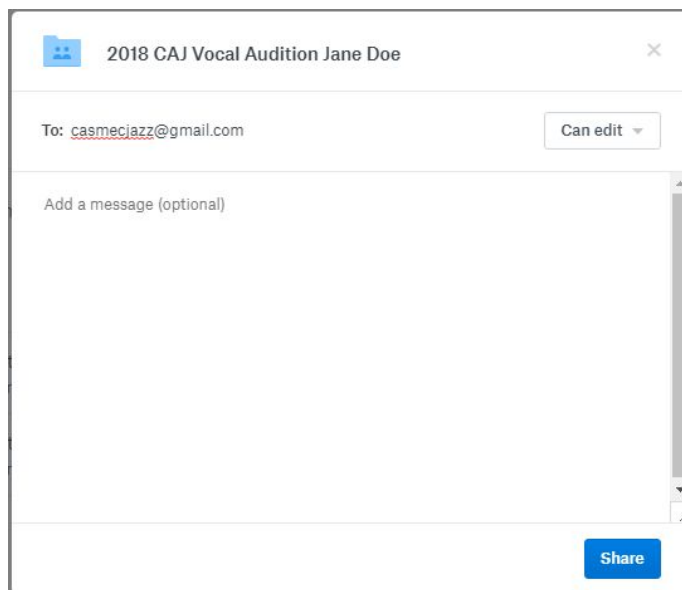 2018 CAJ Vocal Audition Jane Doe
To: casmecjazz@gmail.com Can edit
Add a message (optional)
Share